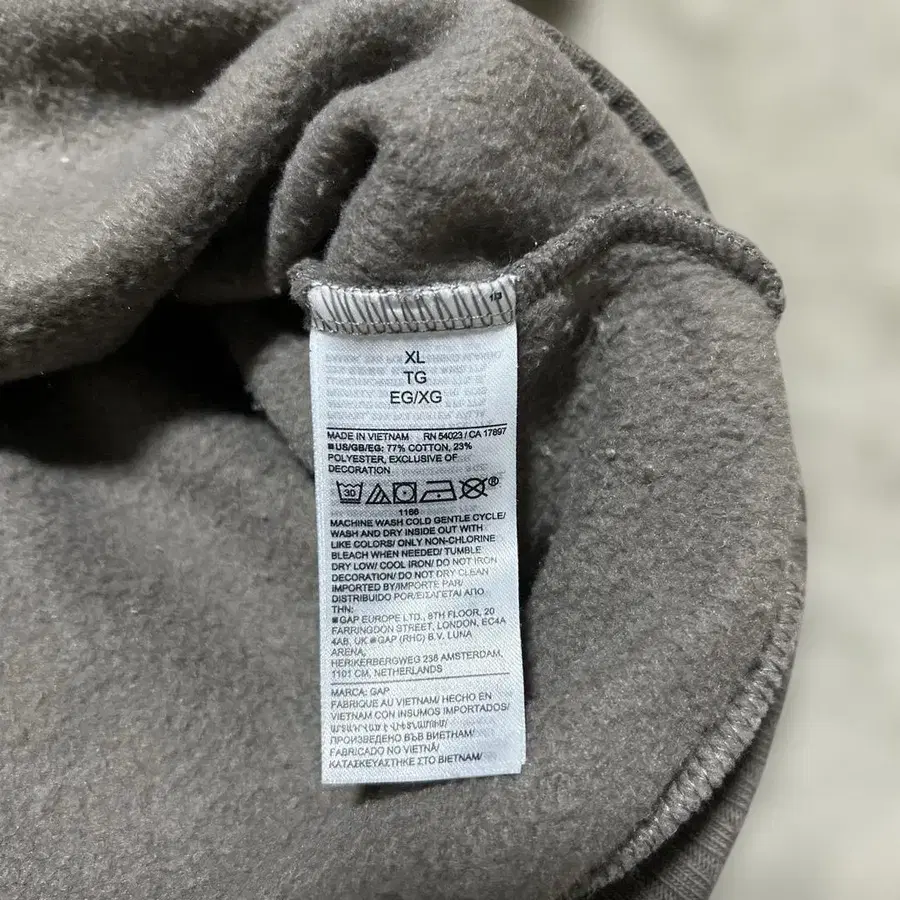 XL
TG
EG/XG
MADE IN VIETNAM RN 54023 / CA 17897
US/GB/EG: 77% COTTON, 23%
POLYESTER, EXCLUSIVE OF
DECORATION
30
®
1166
MACHINE WASH COLD GENTLE CYCLE/
WASH AND DRY INSIDE OUT WITH
LIKE COLORS/ ONLY NON-CHLORINE
BLEACH WHEN NEEDED/ TUMBLE
DRY LOW/ COOL IRON/ DO NOT IRON
DECORATION/ DO NOT DRY CLEAN
IMPORTED BY/IMPORTE PAR/
DISTRIBUIDO POR/ΕΙΣΑΓΕΤΑΙ ΑΠΟ
ΤΗΝ:
GAP EUROPE LTD., 8TH FLOOR, 20
FARRINGDON STREET, LONDON, EC4A
4AB, UK GAP (RHC) B.V. LUNA
ARENA,
HERIKERBERGWEG 238 AMSTERDAM,
1101 CM, NETHERLANDS
MARCA: GAP
FABRIQUE AU VIETNAM/ HECHO EN
VIETNAM CON INSUMOS IMPORTADOS/
ПРОИЗВЕДЕНО ВЪВ ВИЕТНАМ/
FABRICADO NO VIETNÃ/
ΚΑΤΑΣΚΕΥΑΣΤΗΚΕ ΣΤΟ ΒΙΕΤΝΑΜ/